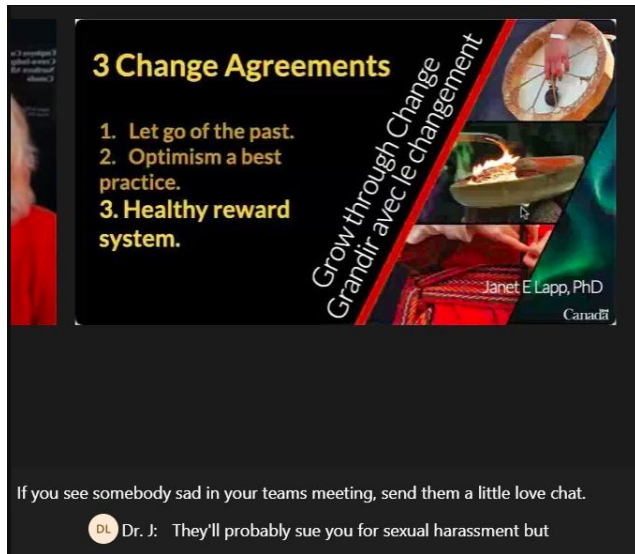 3 Change Agreements
1. Let go of the past.
2. Optimism a best
practice.
3. Healthy reward
system.
Grow through Change
Grandir avec le changement
Janet E Lapp, PhD
Canada
If you see somebody sad in your teams meeting, send them a little love chat.
DL Dr. J: They'll probably sue you for sexual harassment but